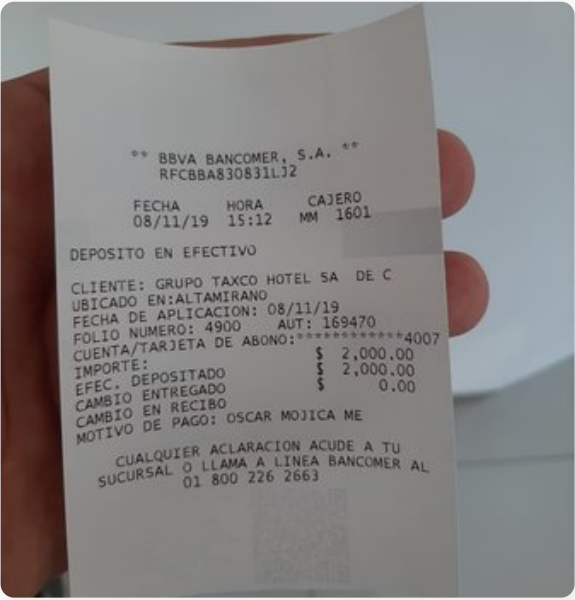 ** BBVA BANCOMER, S.A. **
RFCBBA830831LJ2
FECHA HORA CAJERO
08/11/19 15:12 MM 1601
DEPOSITO EN EFECTIVO
CLIENTE: GRUPO TAXCO HOTEL SA DE C
UBICADO EN:ALTAMIRANO
FECHA DE APLICACION: 08/11/19
FOLIO NUMERO: 4900 AUT: 169470
CUENTA/TARJETA DE ABONO:************4007
IMPORTE: $ 2,000.00
EFEC. DEPOSITADO $ 2,000.00
CAMBIO ENTREGADO $ 0.00
CAMBIO EN RECIBO
MOTIVO DE PAGO: OSCAR MOJICA ME
CUALQUIER ACLARACION ACUDE A TU
SUCURSAL O LLAMA A LINEA BANCOMER AL
01 800 226 2663